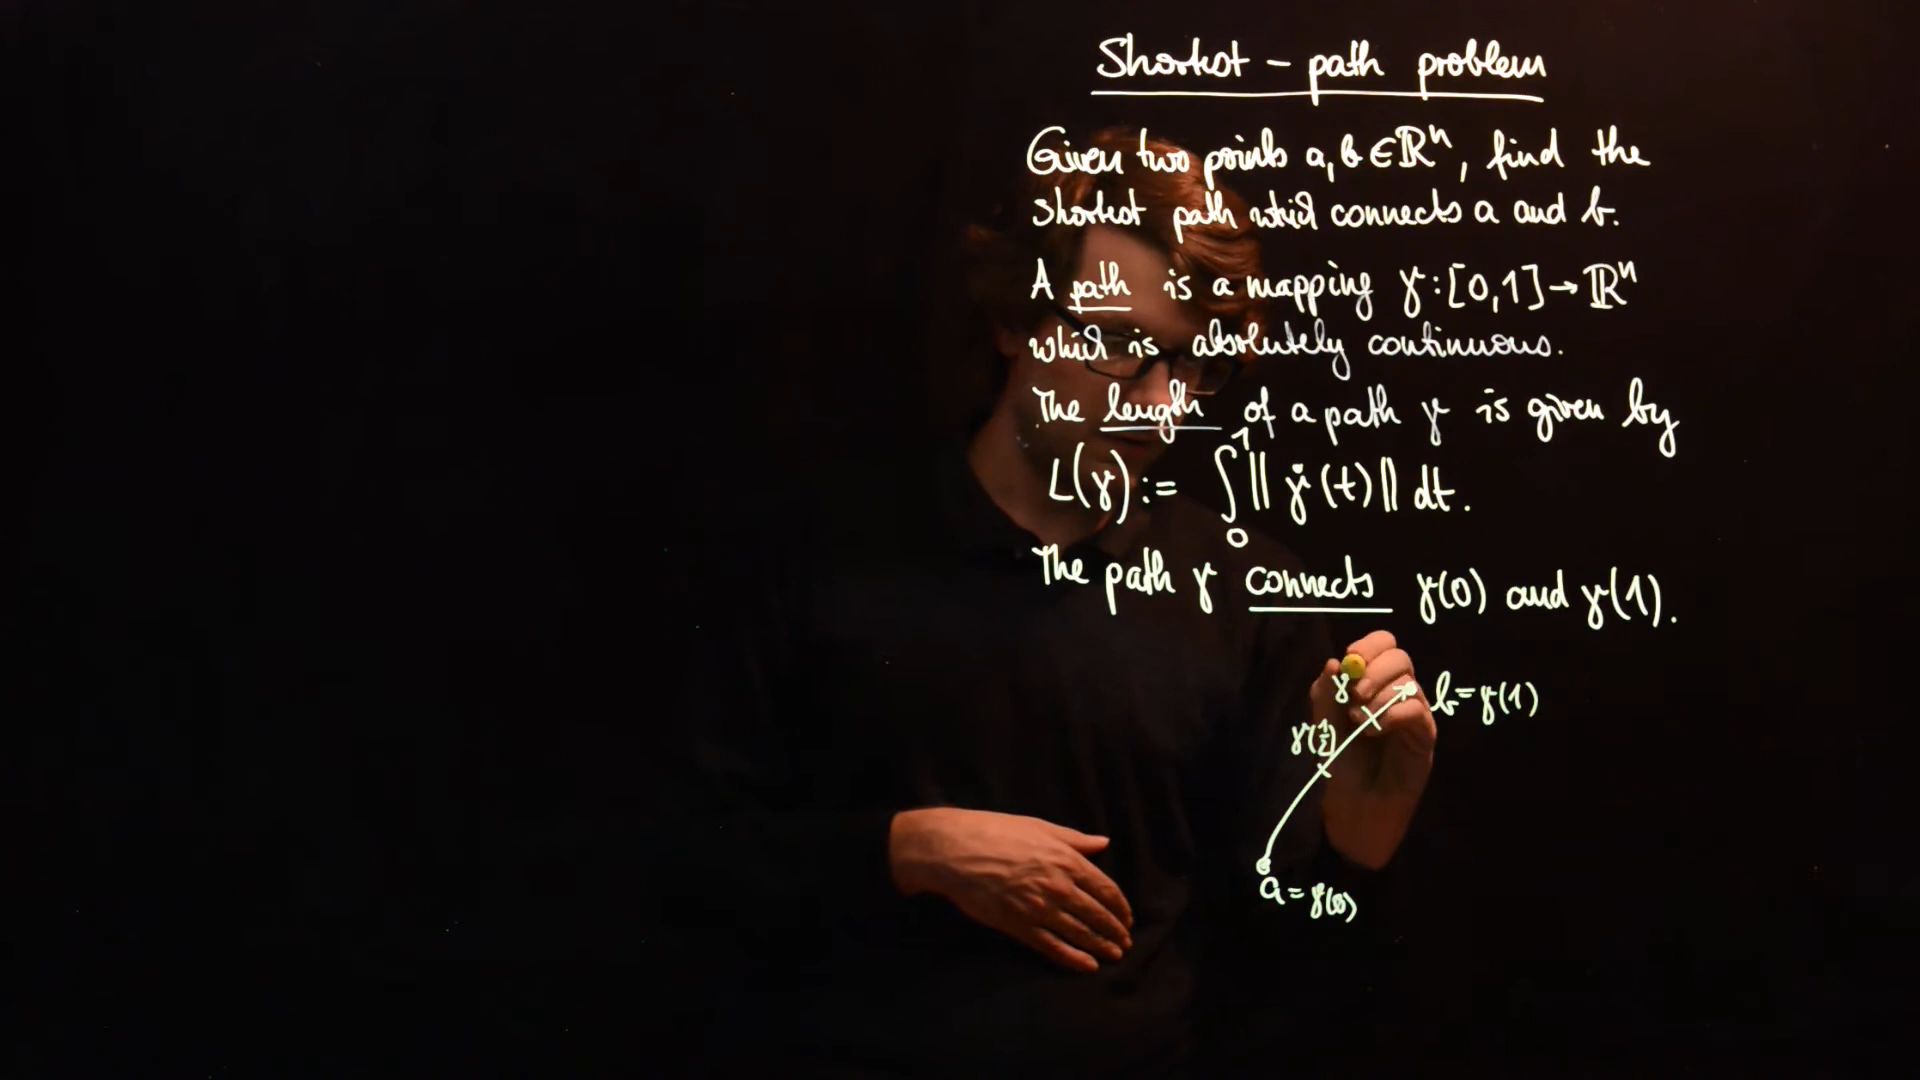 Shortest - path problem
Given two points a, b ∈ ℝⁿ, find the
shortest path which connects a and b.
A path is a mapping γ : [0,1] → ℝⁿ
which is absolutely continuous.
The length of a path γ is given by
L(γ) := ∫₀¹ ‖ γ̇(t) ‖ dt.
The path γ connects γ(0) and γ(1).
γ
b = γ(1)
γ(1/2)
a = γ(0)